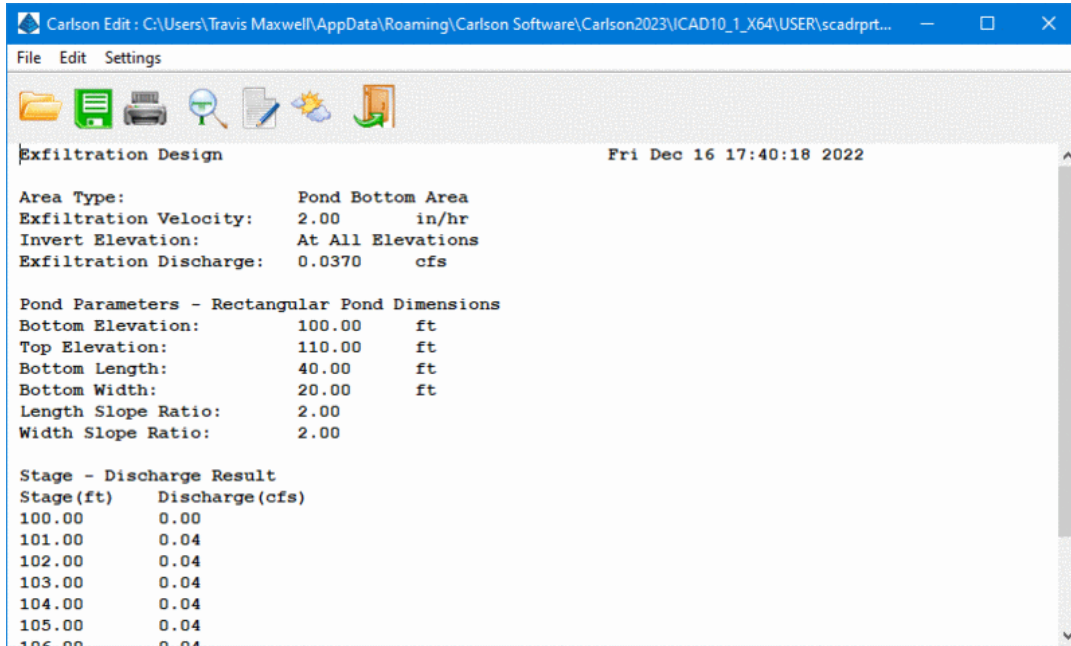 Carlson Edit : C:\Users\Travis Maxwell\AppData\Roaming\Carlson Software\Carlson2023\ICAD10_1_X64\USER\scadrprt...
File Edit Settings
Exfiltration Design Fri Dec 16 17:40:18 2022
Area Type: Pond Bottom Area
Exfiltration Velocity: 2.00 in/hr
Invert Elevation: At All Elevations
Exfiltration Discharge: 0.0370 cfs
Pond Parameters - Rectangular Pond Dimensions
Bottom Elevation: 100.00 ft
Top Elevation: 110.00 ft
Bottom Length: 40.00 ft
Bottom Width: 20.00 ft
Length Slope Ratio: 2.00
Width Slope Ratio: 2.00
Stage - Discharge Result
Stage(ft) Discharge(cfs)
100.00 0.00
101.00 0.04
102.00 0.04
103.00 0.04
104.00 0.04
105.00 0.04
106.00 0.04